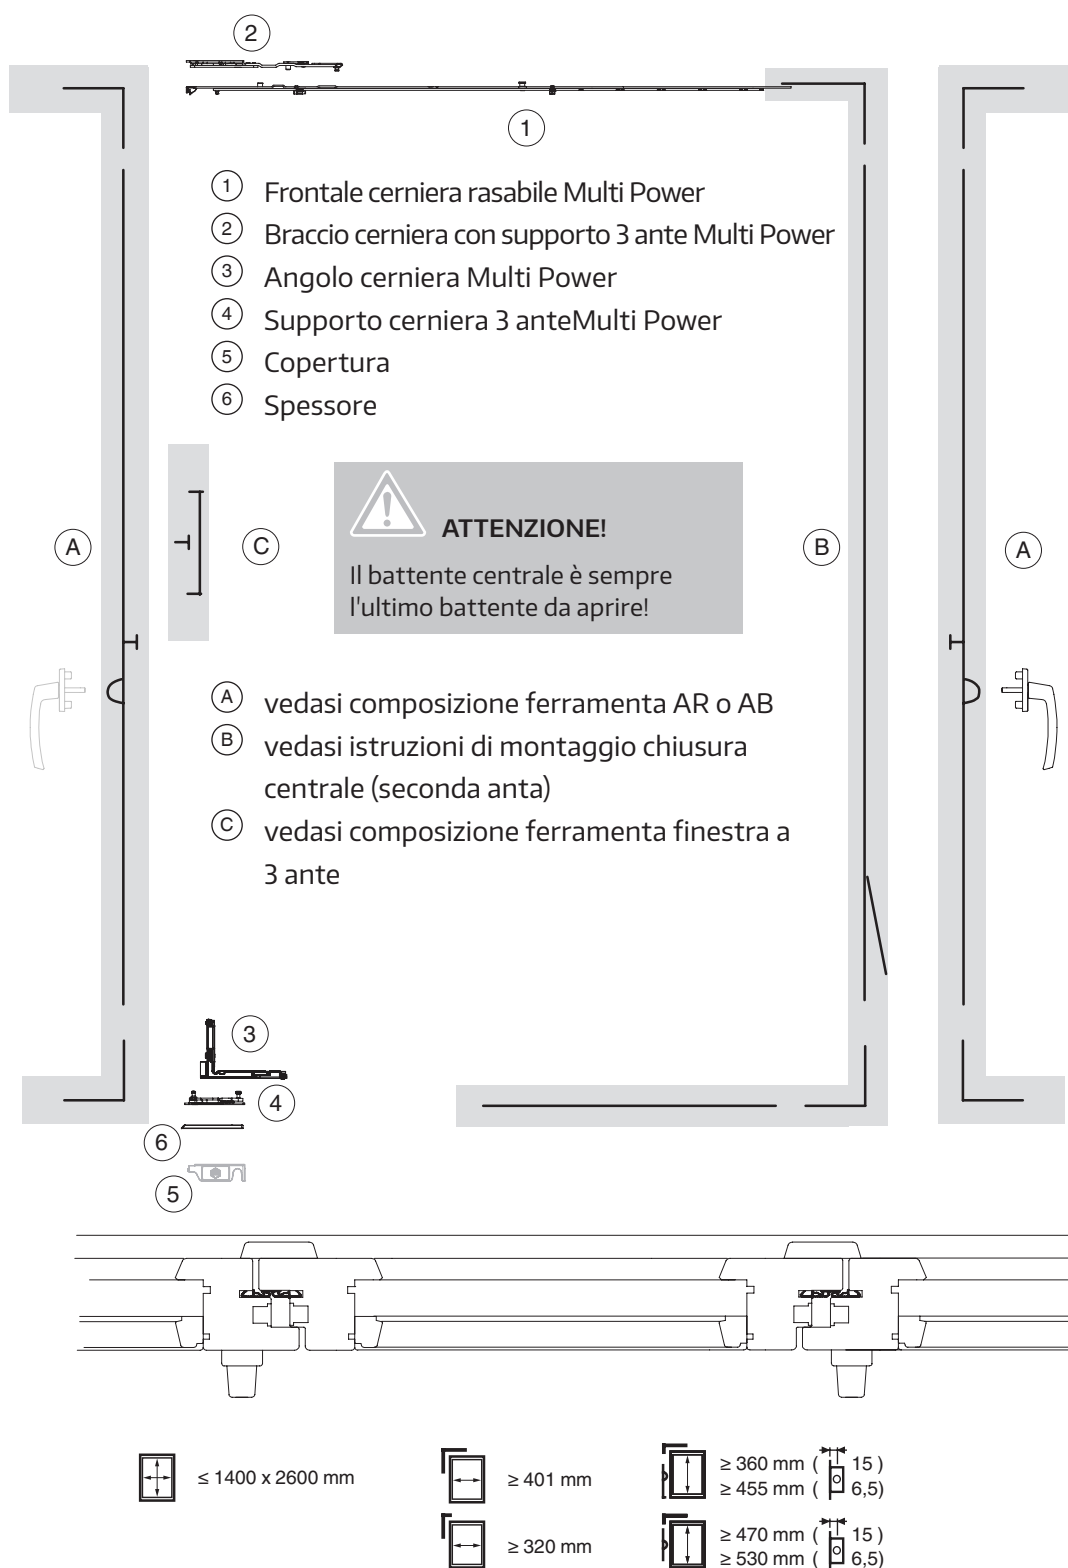 2
1
1 Frontale cerniera rasabile Multi Power
2 Braccio cerniera con supporto 3 ante Multi Power
3 Angolo cerniera Multi Power
4 Supporto cerniera 3 anteMulti Power
5 Copertura
6 Spessore
ATTENZIONE!
Il battente centrale è sempre
l'ultimo battente da aprire!
A
C
B
A
A vedasi composizione ferramenta AR o AB
B vedasi istruzioni di montaggio chiusura
centrale (seconda anta)
C vedasi composizione ferramenta finestra a
3 ante
3
4
6
5
≤ 1400 x 2600 mm
≥ 401 mm
≥ 360 mm ( 15 )
≥ 455 mm ( 6,5)
≥ 320 mm
≥ 470 mm ( 15 )
≥ 530 mm ( 6,5)